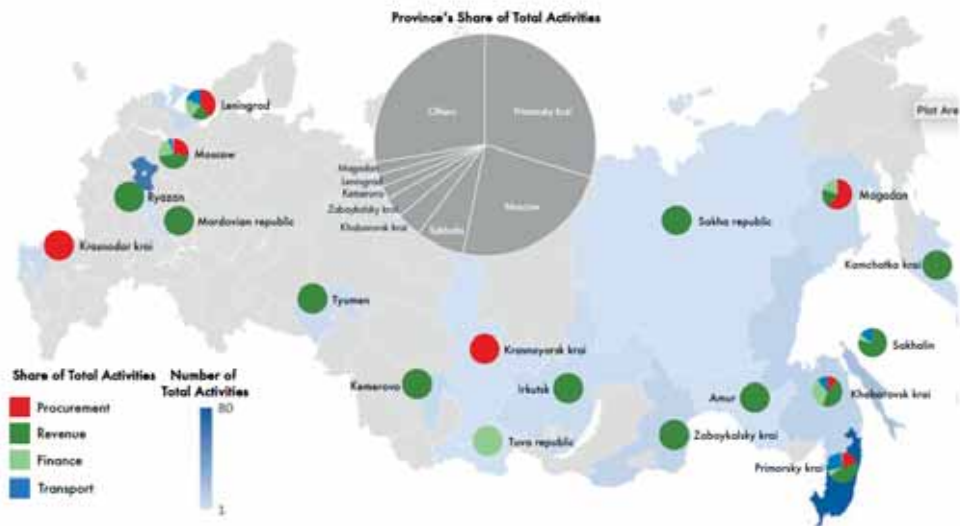 Province's Share of Total Activities
Others
Primorsky krai
Moscow
Sakhalin
Khabarovsk krai
Zabaykalsky krai
Kemerovo
Leningrad
Magadan
Plot Are
Leningrad
Moscow
Ryazan
Mordovian republic
Krasnodar krai
Tyumen
Sakha republic
Magadan
Kamchatka krai
Krasnoyarsk krai
Kemerovo
Irkutsk
Tuva republic
Amur
Zabaykalsky krai
Sakhalin
Khabarovsk krai
Primorsky krai
Share of Total Activities
Procurement
Revenue
Finance
Transport
Number of
Total Activities
80
1